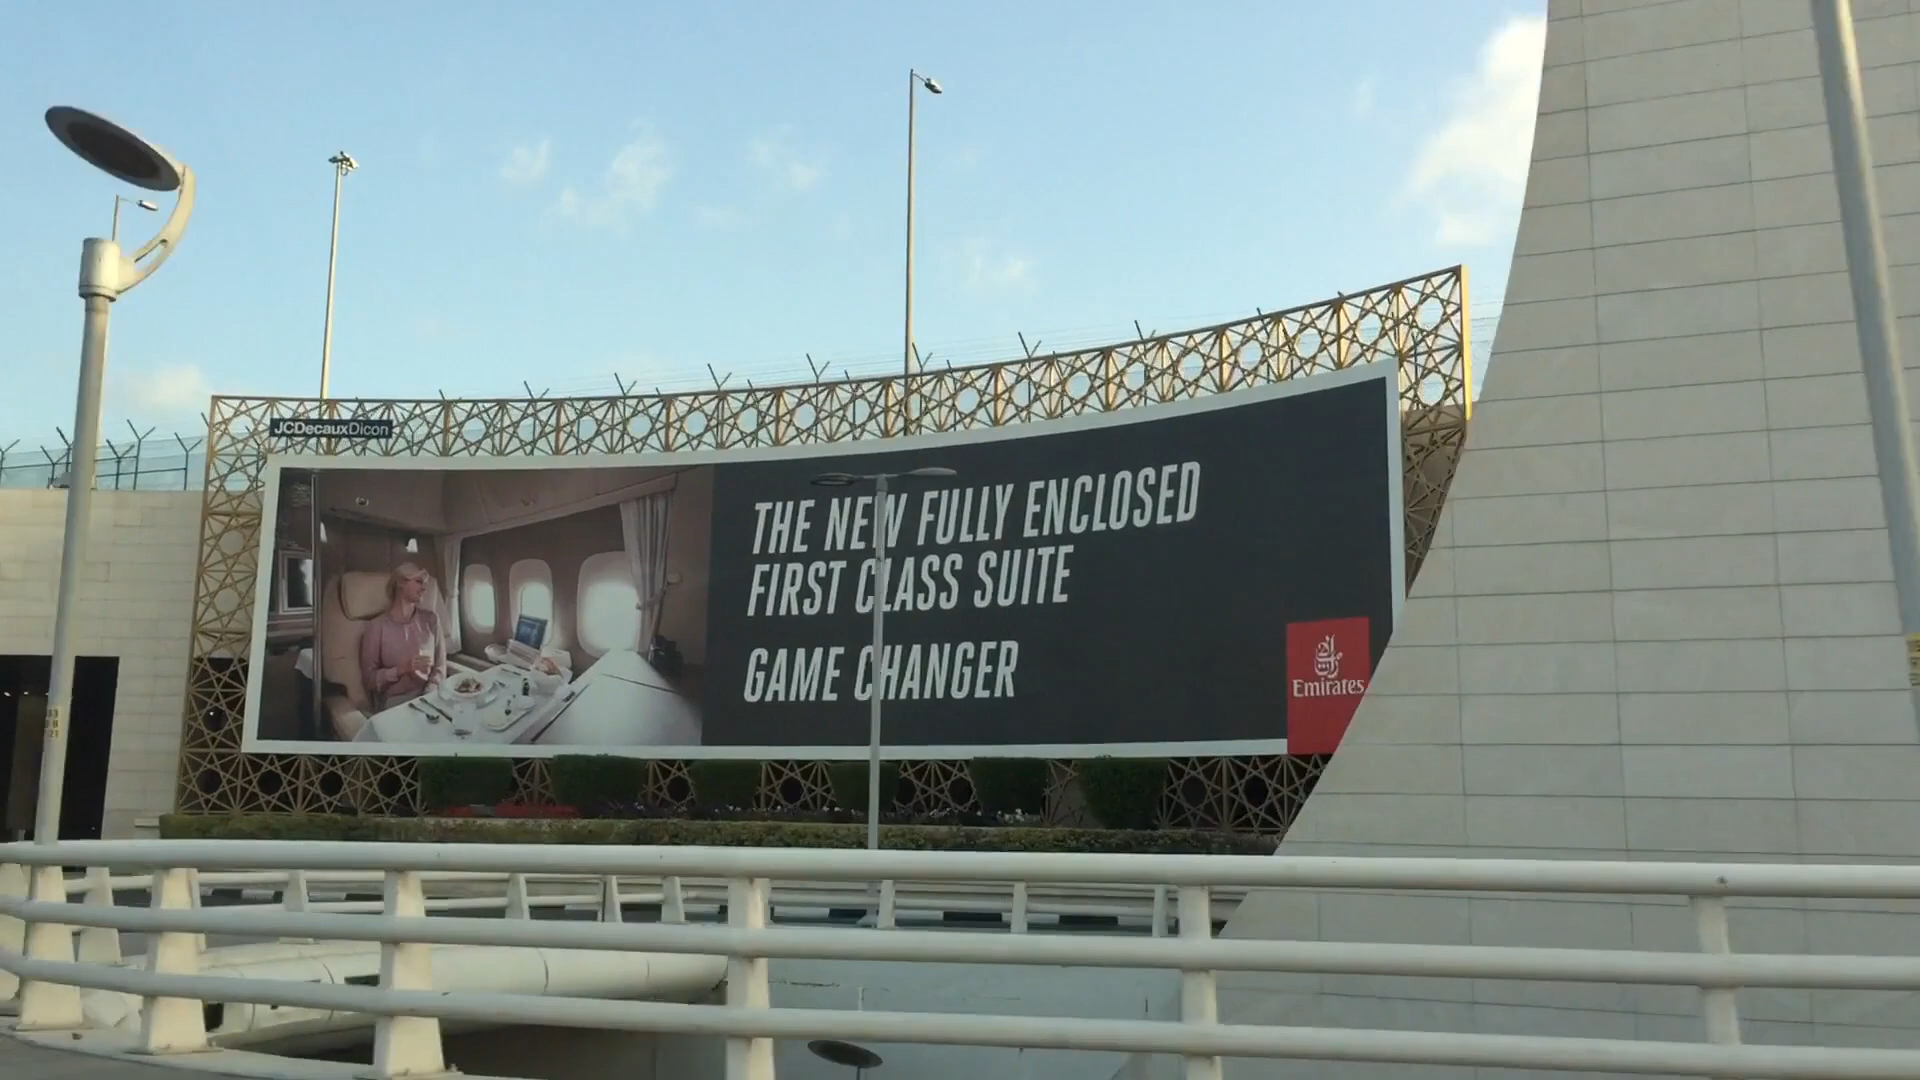 JCDecauxDicon
THE NEW FULLY ENCLOSED
FIRST CLASS SUITE
GAME CHANGER
Emirates